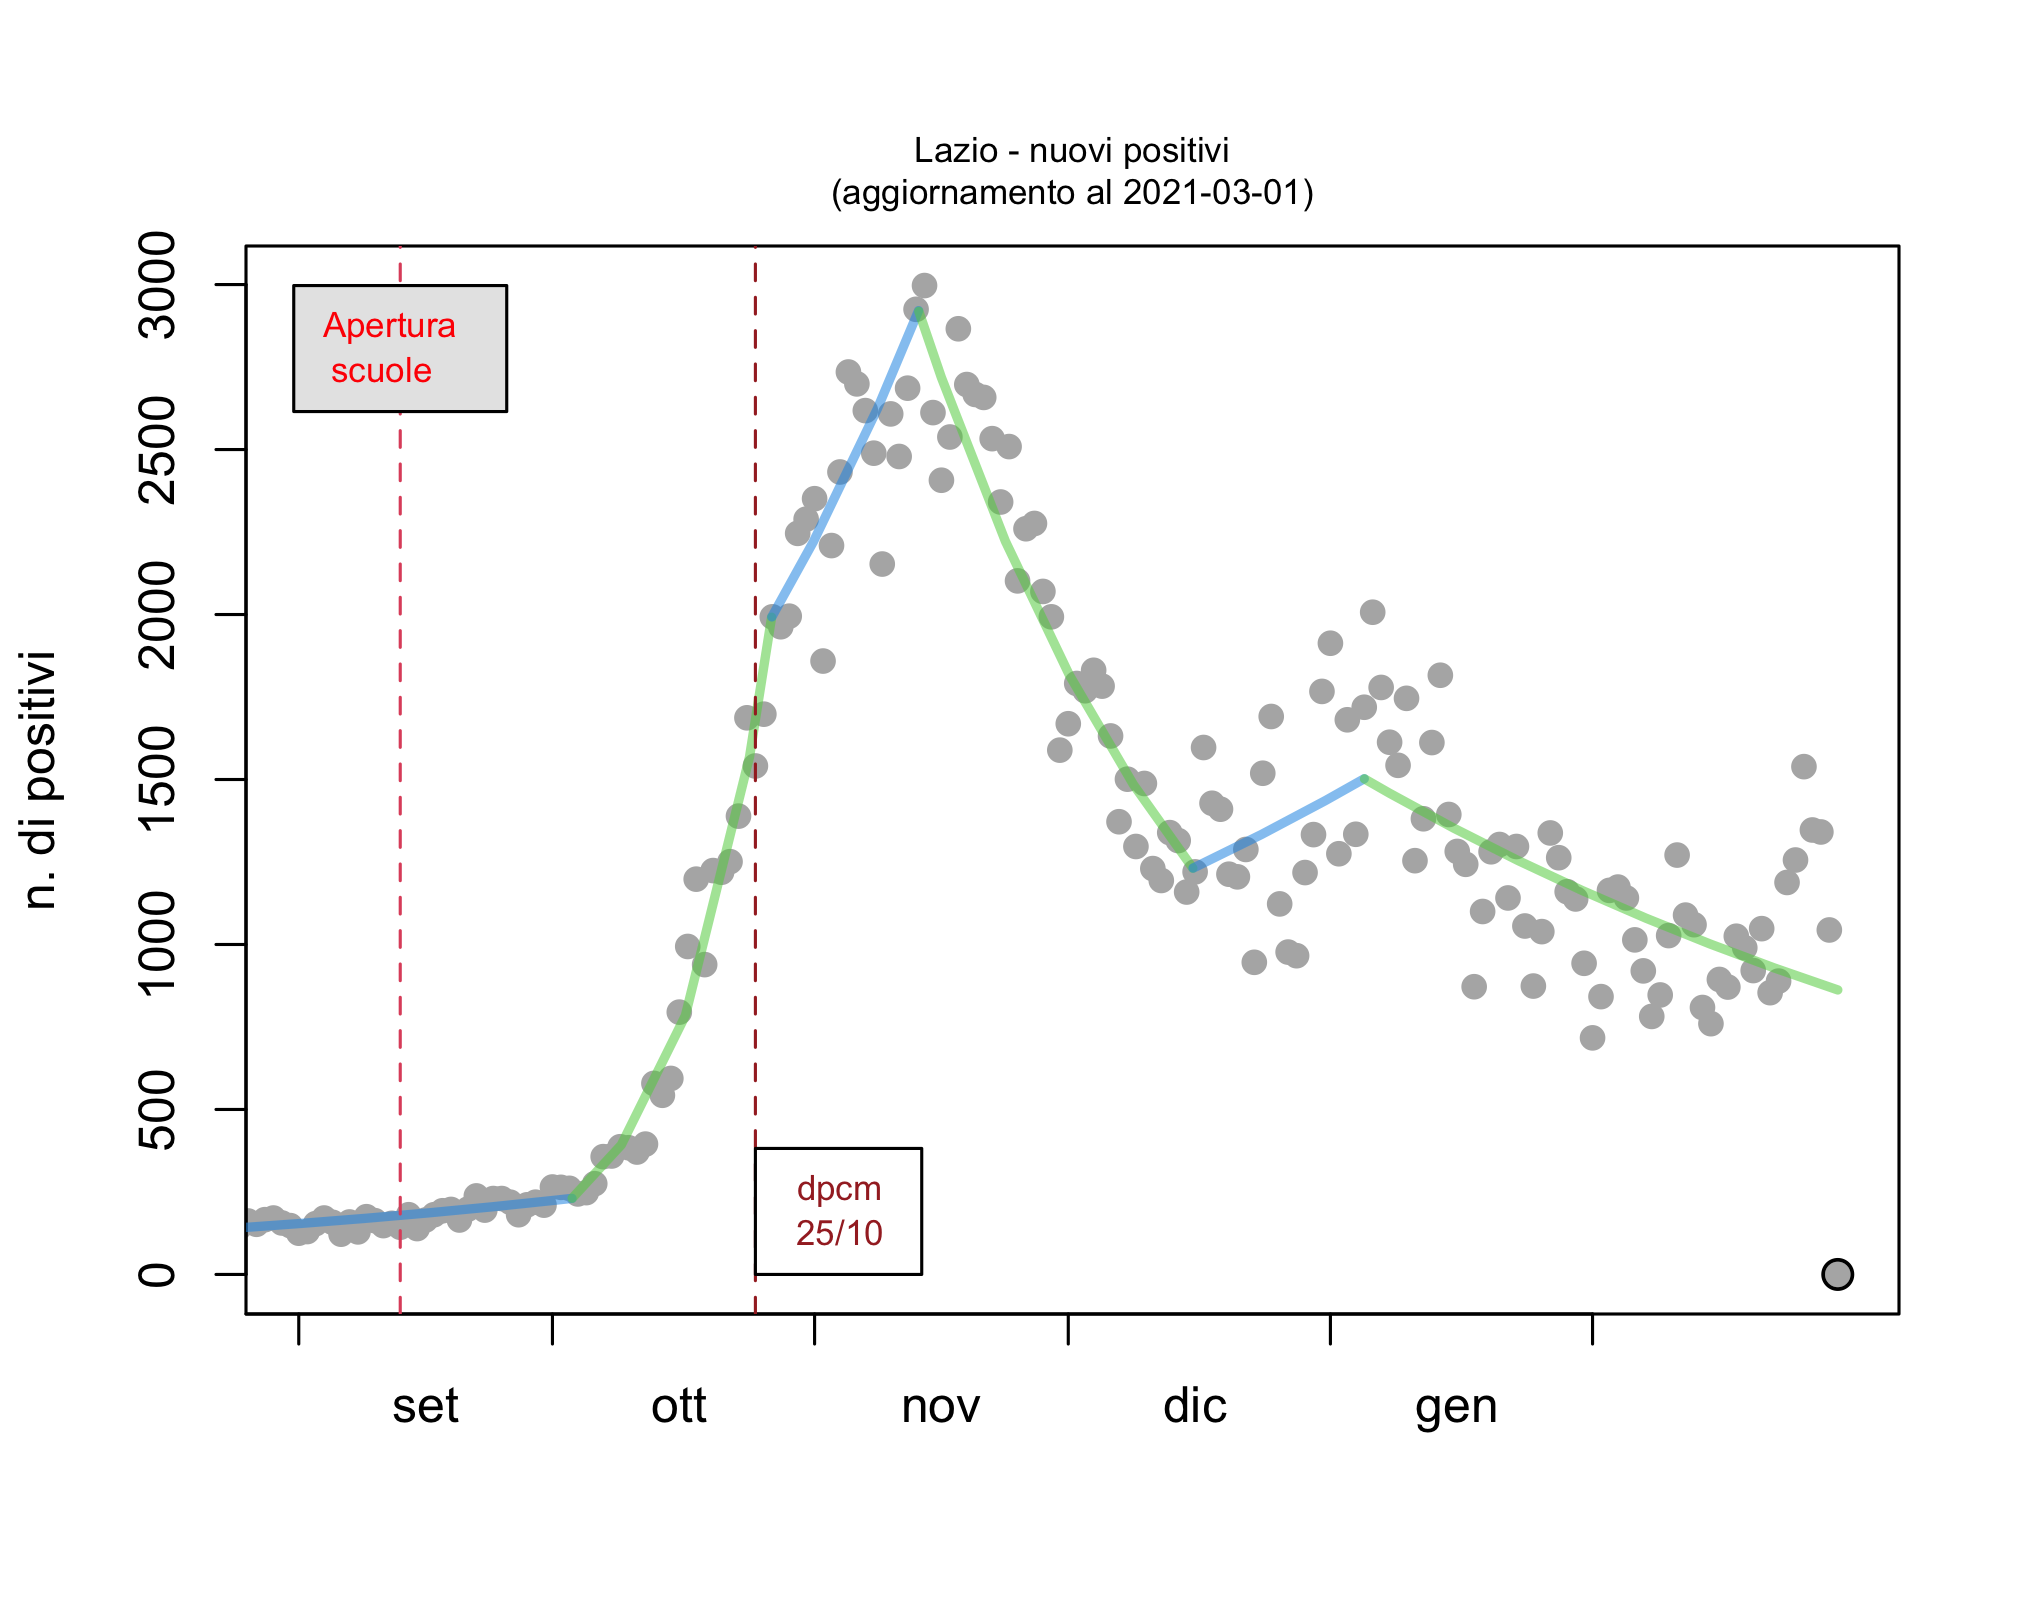 Lazio - nuovi positivi
(aggiornamento al 2021-03-01)
3000
2500
2000
1500
1000
500
0
n. di positivi
Apertura
scuole
dpcm
25/10
set
ott
nov
dic
gen